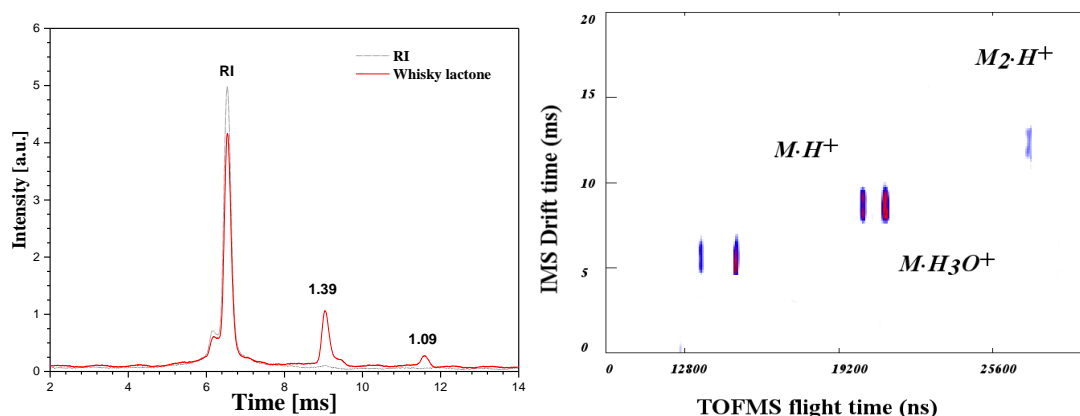 6
5
4
3
2
1
0
Intensity [a.u.]
RI
RI
Whisky lactone
1.39
1.09
2
4
6
8
10
12
14
Time [ms]
20
15
10
5
0
IMS Drift time (ms)
M₂·H⁺
M·H⁺
M·H₃O⁺
0
12800
19200
25600
TOFMS flight time (ns)